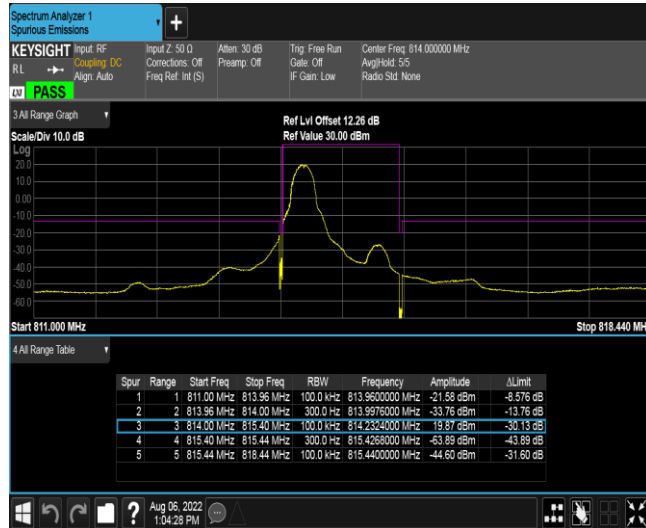 Spectrum Analyzer 1
Spurious Emissions
+
KEYSIGHT Input: RF Input Z: 50 Ω Atten: 30 dB Trig: Free Run Center Freq: 814.000000 MHz
RL Coupling: DC Corrections: Off Preamp: Off Gate: Off Avg|Hold: 5/5
Align: Auto Freq Ref: Int (S) IF Gain: Low Radio Std: None
LXI PASS
3 All Range Graph
Ref Lvl Offset 12.26 dB
Scale/Div 10.0 dB Ref Value 30.00 dBm
Log
20.0
10.0
0.00
-10.0
-20.0
-30.0
-40.0
-50.0
-60.0
Start 811.000 MHz Stop 818.440 MH
4 All Range Table
Spur Range Start Freq Stop Freq RBW Frequency Amplitude ΔLimit
1 1 811.00 MHz 813.96 MHz 100.0 kHz 813.9600000 MHz -21.58 dBm -8.576 dB
2 2 813.96 MHz 814.00 MHz 300.0 Hz 813.9976000 MHz -33.76 dBm -13.76 dB
3 3 814.00 MHz 815.40 MHz 100.0 kHz 814.2324000 MHz 19.87 dBm -30.13 dB
4 4 815.40 MHz 815.44 MHz 300.0 Hz 815.4268000 MHz -63.89 dBm -43.89 dB
5 5 815.44 MHz 818.44 MHz 100.0 kHz 815.4400000 MHz -44.60 dBm -31.60 dB
? Aug 06, 2022
1:04:28 PM